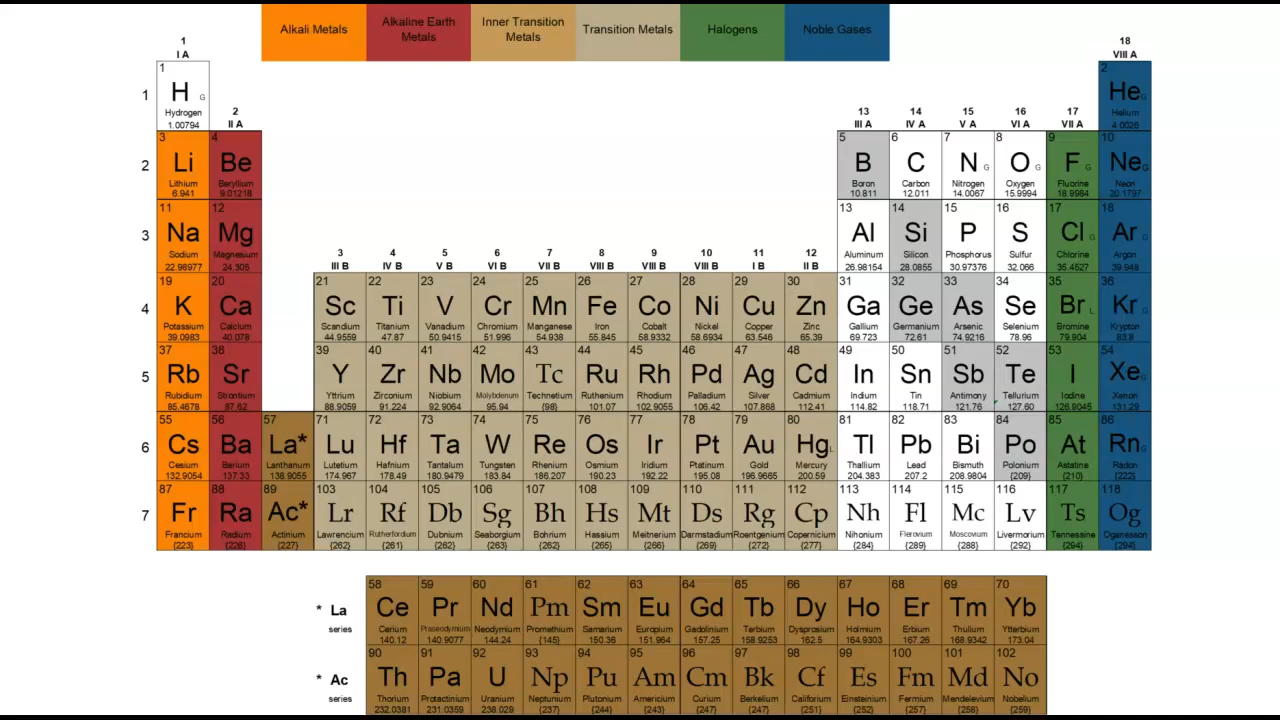 Alkali Metals
Alkaline Earth Metals
Inner Transition Metals
Transition Metals
Halogens
Noble Gases
1 18
I A VIII A
1 2
1 H G He G
Hydrogen Helium
1.00794 4.0026
2 13 14 15 16 17
II A III A IV A V A VI A VII A
3 4 5 6 7 8 9 10
2 Li Be B C N G O G F G Ne G
Lithium Beryllium Boron Carbon Nitrogen Oxygen Fluorine Neon
6.941 9.01218 10.811 12.011 14.0067 15.9994 18.9984 20.1797
11 12 13 14 15 16 17 18
3 Na Mg Al Si P S Cl G Ar G
Sodium Magnesium Aluminum Silicon Phosphorus Sulfur Chlorine Argon
22.98977 24.305 26.98154 28.0855 30.97376 32.066 35.4527 39.948
3 4 5 6 7 8 9 10 11 12
III B IV B V B VI B VII B VIII B VIII B VIII B I B II B
19 20 21 22 23 24 25 26 27 28 29 30 31 32 33 34 35 36
4 K Ca Sc Ti V Cr Mn Fe Co Ni Cu Zn Ga Ge As Se Br L Kr G
Potassium Calcium Scandium Titanium Vanadium Chromium Manganese Iron Cobalt Nickel Copper Zinc Gallium Germanium Arsenic Selenium Bromine Krypton
39.0983 40.078 44.9559 47.87 50.9415 51.996 54.938 55.845 58.9332 58.6934 63.546 65.39 69.723 72.61 74.9216 78.96 79.904 83.8
37 38 39 40 41 42 43 44 45 46 47 48 49 50 51 52 53 54
5 Rb Sr Y Zr Nb Mo Tc Ru Rh Pd Ag Cd In Sn Sb Te I Xe G
Rubidium Strontium Yttrium Zirconium Niobium Molybdenum Technetium Ruthenium Rhodium Palladium Silver Cadmium Indium Tin Antimony Tellurium Iodine Xenon
85.4678 87.62 88.9059 91.224 92.9064 95.94 {98} 101.07 102.9055 106.42 107.868 112.41 114.82 118.71 121.76 127.60 126.9045 131.29
55 56 57 71 72 73 74 75 76 77 78 79 80 81 82 83 84 85 86
6 Cs Ba La* Lu Hf Ta W Re Os Ir Pt Au Hg L Tl Pb Bi Po At Rn G
Cesium Barium Lanthanum Lutetium Hafnium Tantalum Tungsten Rhenium Osmium Iridium Platinum Gold Mercury Thallium Lead Bismuth Polonium Astatine Radon
132.9054 137.33 138.9055 174.967 178.49 180.9479 183.84 186.207 190.23 192.22 195.08 196.9665 200.59 204.383 207.2 208.9804 {209} {210} {222}
87 88 89 103 104 105 106 107 108 109 110 111 112 113 114 115 116 117 118
7 Fr Ra Ac* Lr Rf Db Sg Bh Hs Mt Ds Rg Cp Nh Fl Mc Lv Ts Og
Francium Radium Actinium Lawrencium Rutherfordium Dubnium Seaborgium Bohrium Hassium Meitnerium Darmstadium Roentgenium Copernicium Nihonium Flerovium Moscovium Livermorium Tennessine Oganesson
{223} {226} {227} {262} {261} {262} {263} {262} {265} {266} {269} {272} {277} {284} {289} {288} {292} {294} {294}
58 59 60 61 62 63 64 65 66 67 68 69 70
* La Ce Pr Nd Pm Sm Eu Gd Tb Dy Ho Er Tm Yb
series Cerium Praseodymium Neodymium Promethium Samarium Europium Gadolinium Terbium Dysprosium Holmium Erbium Thulium Ytterbium
140.12 140.9077 144.24 {145} 150.36 151.964 157.25 158.9253 162.5 164.9303 167.26 168.9342 173.04
90 91 92 93 94 95 96 97 98 99 100 101 102
* Ac Th Pa U Np Pu Am Cm Bk Cf Es Fm Md No
series Thorium Protactinium Uranium Neptunium Plutonium Americium Curium Berkelium Californium Einsteinium Fermium Mendelevium Nobelium
232.0381 231.0359 238.029 {237} {244} {243} {247} {247} {251} {252} {257} {258} {259}